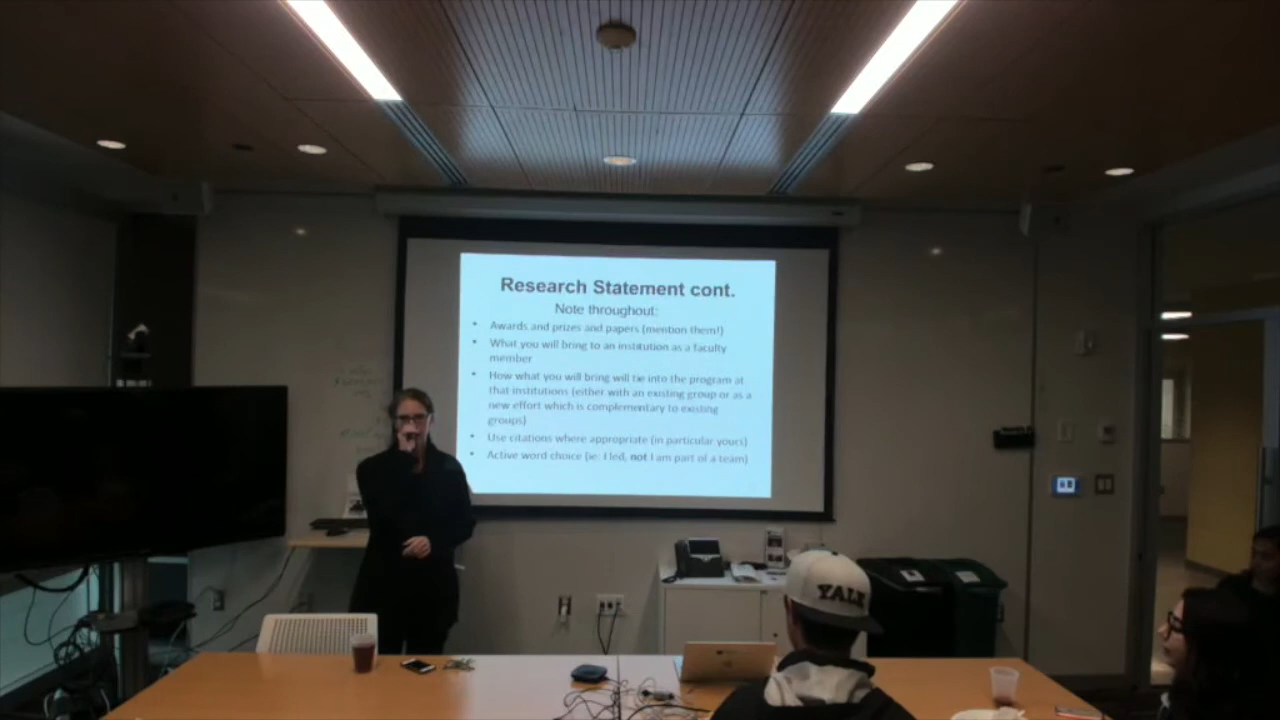 Research Statement cont.
Note throughout:
• Awards and prizes and papers (mention them!)
• What you will bring to an institution as a faculty
member
• How what you will bring will tie into the program at
that institutions (either with an existing group or as a
new effort which is complementary to existing
groups)
• Use citations where appropriate (in particular yours)
• Active word choice (ie: I led, not I am part of a team)
YALE